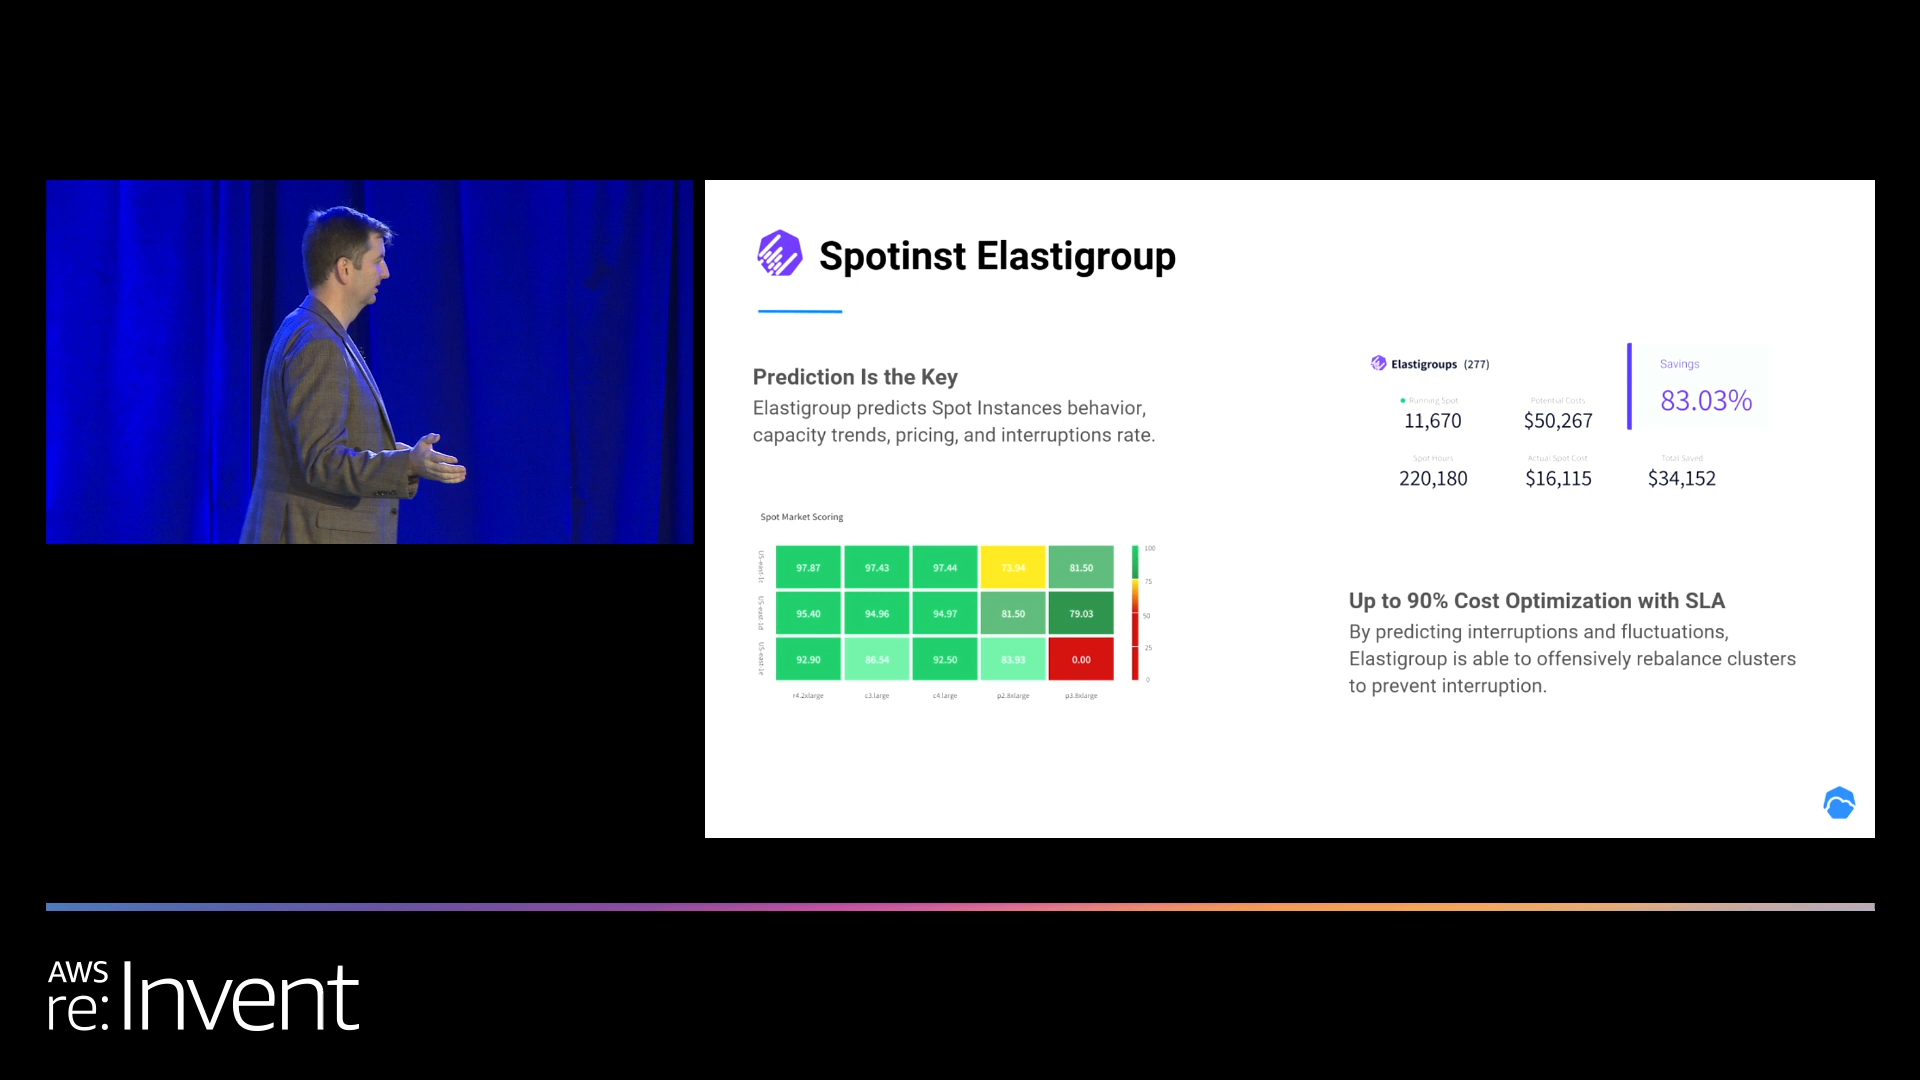 Spotinst Elastigroup
Prediction Is the Key
Elastigroup predicts Spot Instances behavior,
capacity trends, pricing, and interruptions rate.
Spot Market Scoring
US-east-1c
97.87 97.43 97.44 73.94 81.50
US-east-1d
95.40 94.96 94.97 81.50 79.03
US-east-1e
92.90 86.54 92.50 83.93 0.00
r4.2xlarge c3.large c4.large p2.8xlarge p3.8xlarge
100
75
50
25
0
Elastigroups (277)
Running Spot Potential Costs
11,670 $50,267
Spot Hours Actual Spot Cost Total Saved
220,180 $16,115 $34,152
Savings
83.03%
Up to 90% Cost Optimization with SLA
By predicting interruptions and fluctuations,
Elastigroup is able to offensively rebalance clusters
to prevent interruption.
AWS
re:Invent